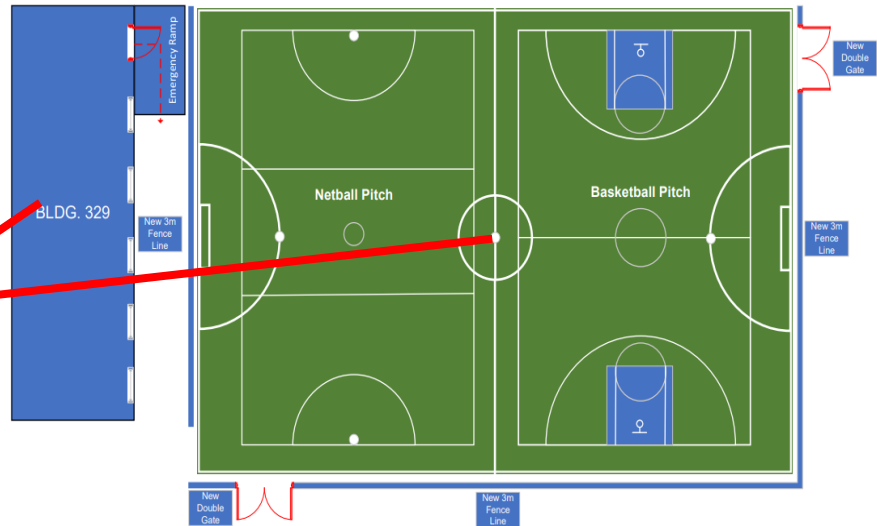 Emergency Ramp
New
Double
Gate
Netball Pitch
Basketball Pitch
BLDG. 329
New 3m
Fence
Line
New 3m
Fence
Line
New
Double
Gate
New 3m
Fence
Line